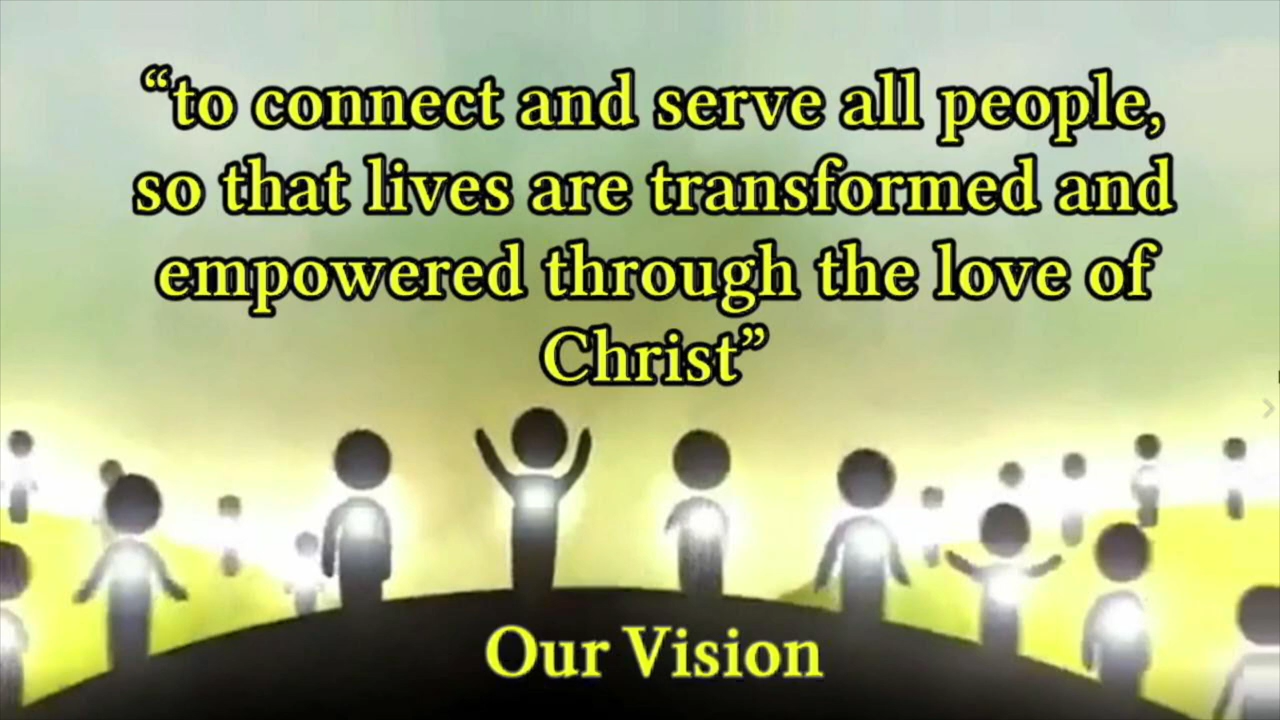 “to connect and serve all people,
so that lives are transformed and
empowered through the love of
Christ”
Our Vision